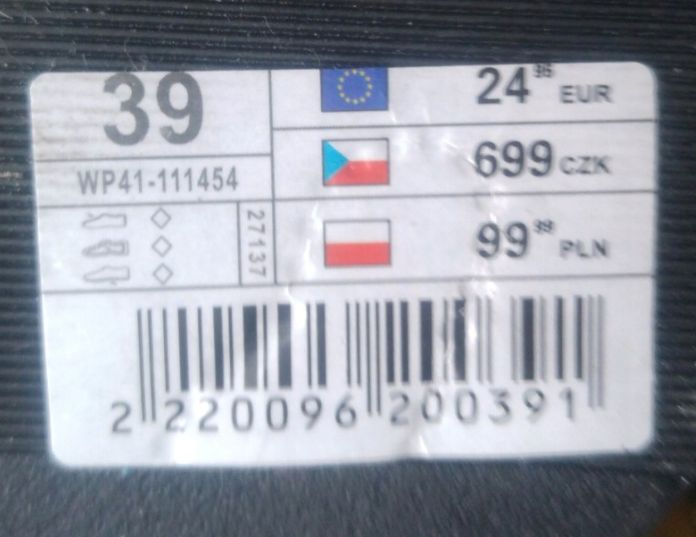 39
24 95 EUR
WP41-111454
699 CZK
27137
99 99 PLN
2 220096 200391